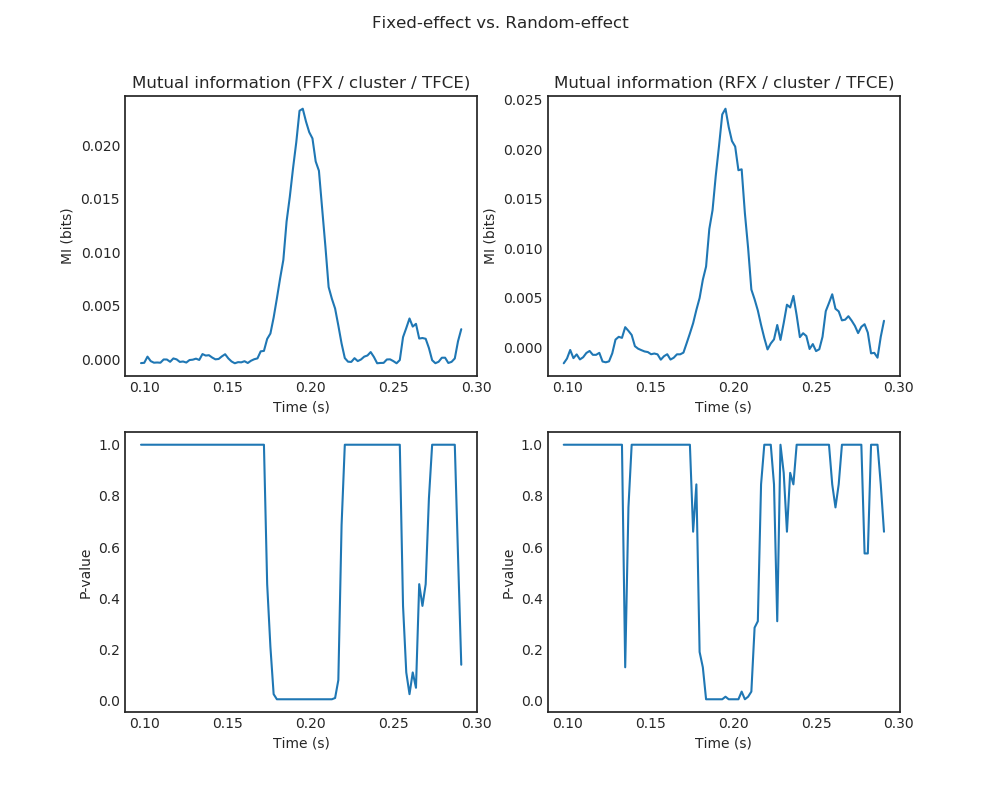 Fixed-effect vs. Random-effect
Mutual information (FFX / cluster / TFCE)
MI (bits)
0.020
0.015
0.010
0.005
0.000
0.10 0.15 0.20 0.25 0.30
Time (s)
Mutual information (RFX / cluster / TFCE)
MI (bits)
0.025
0.020
0.015
0.010
0.005
0.000
0.10 0.15 0.20 0.25 0.30
Time (s)
P-value
1.0
0.8
0.6
0.4
0.2
0.0
0.10 0.15 0.20 0.25 0.30
Time (s)
P-value
1.0
0.8
0.6
0.4
0.2
0.0
0.10 0.15 0.20 0.25 0.30
Time (s)